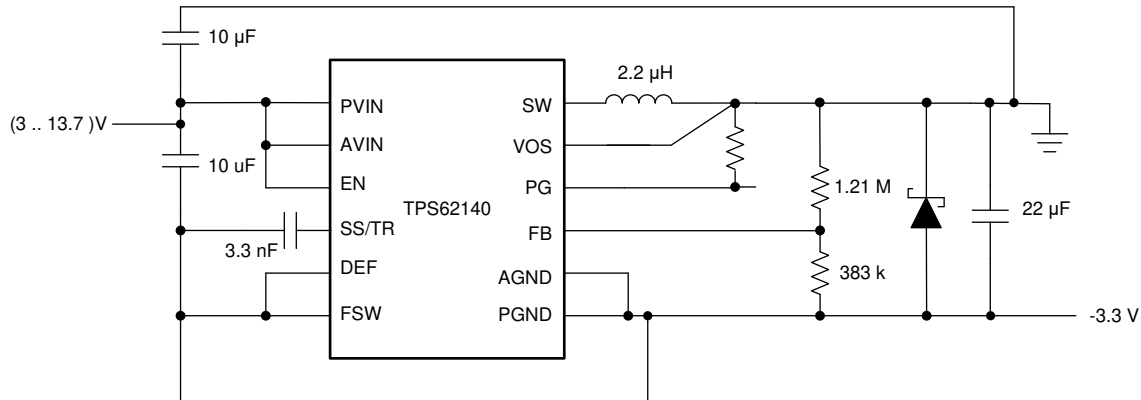 10 µF
2.2 µH
(3 .. 13.7 )V
PVIN
SW
AVIN
VOS
10 uF
EN
PG
1.21 M
TPS62140
22 µF
SS/TR
FB
3.3 nF
DEF
AGND
383 k
FSW
PGND
-3.3 V